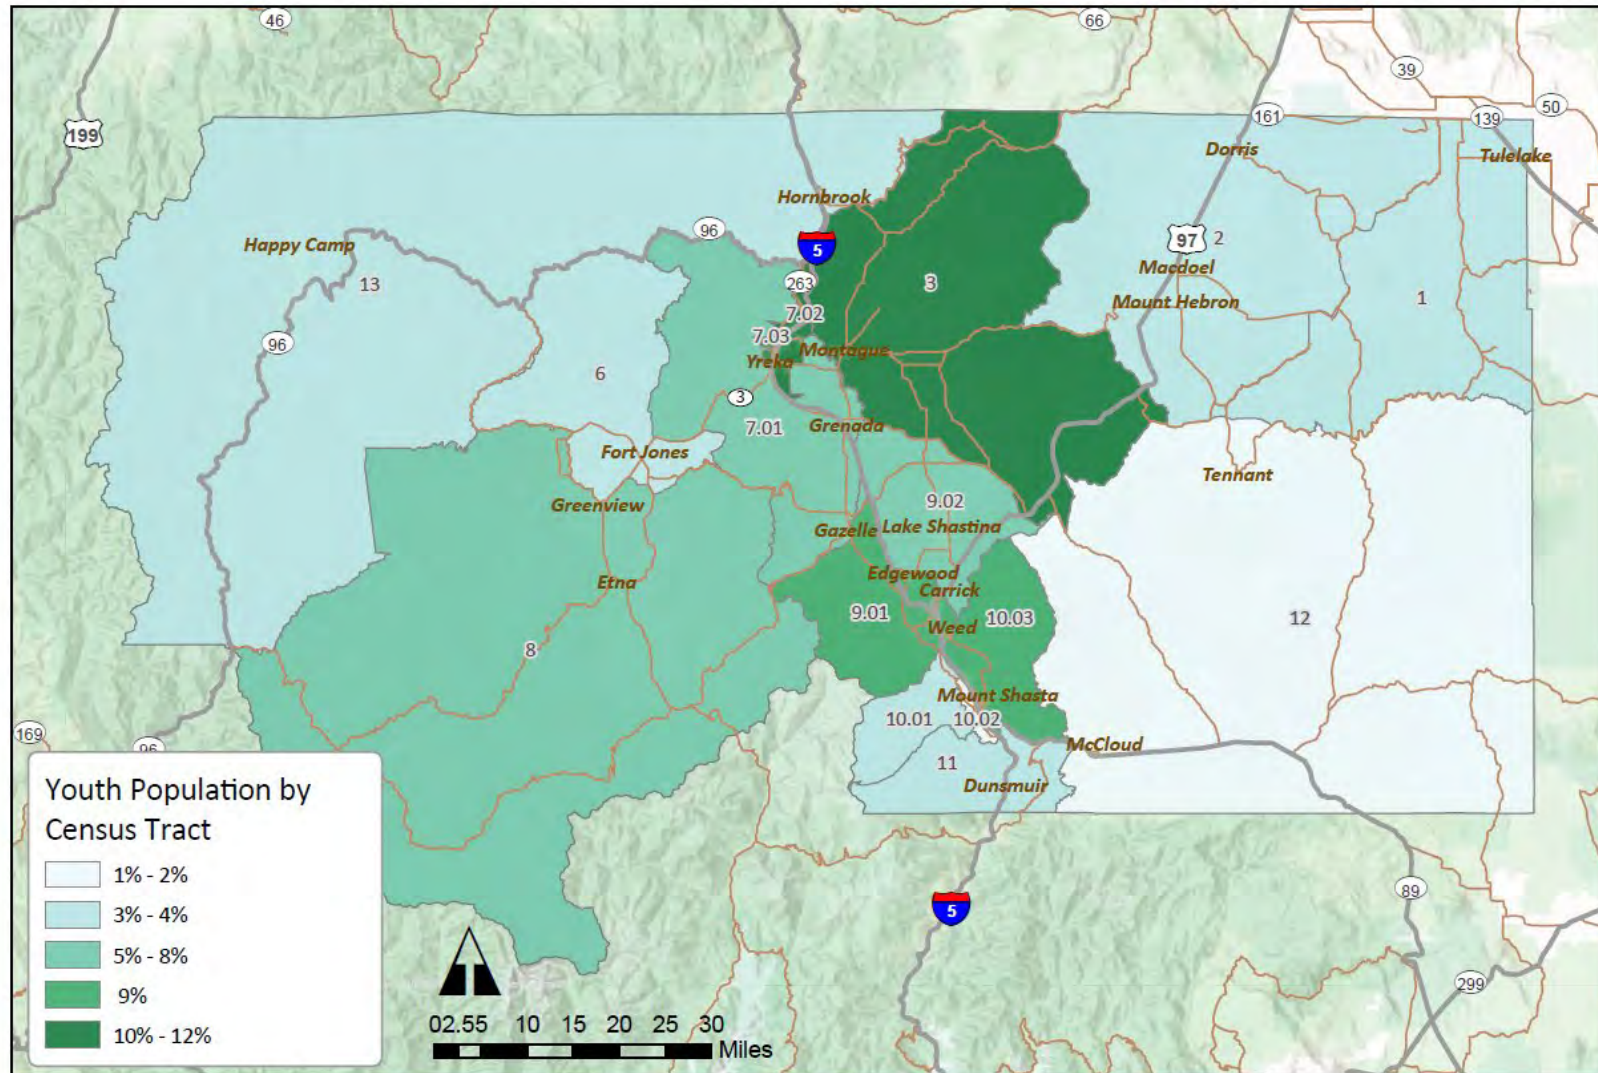 46
66
39
50
199
161
139
Dorris
Tulelake
Hornbrook
96
Happy Camp
5
97
2
Macdoel
13
263
3
Mount Hebron
1
7.02
7.03
96
Montague
Yreka
6
3
7.01
Grenada
Fort Jones
Tennant
Greenview
9.02
Gazelle
Lake Shastina
Edgewood
Etna
Carrick
9.01
10.03
12
Weed
8
Mount Shasta
10.01
10.02
169
96
McCloud
11
Dunsmuir
Youth Population by
Census Tract
1% - 2%
3% - 4%
5% - 8%
9%
10% - 12%
89
5
299
02.55 10 15 20 25 30
Miles